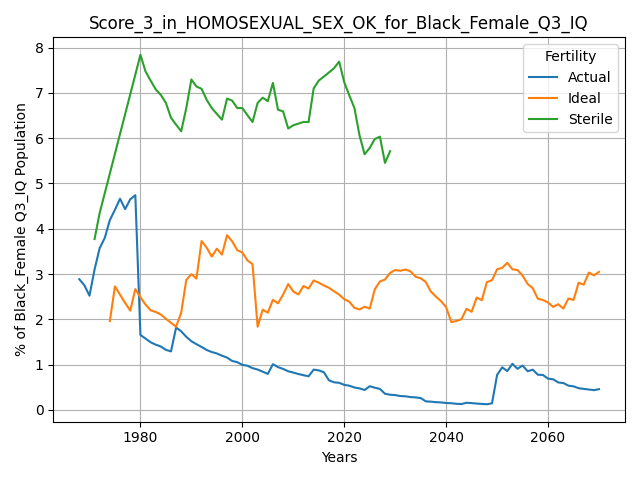 Score_3_in_HOMOSEXUAL_SEX_OK_for_Black_Female_Q3_IQ
Fertility
Actual
Ideal
Sterile
% of Black_Female Q3_IQ Population
8
7
6
5
4
3
2
1
0
1980
2000
2020
2040
2060
Years